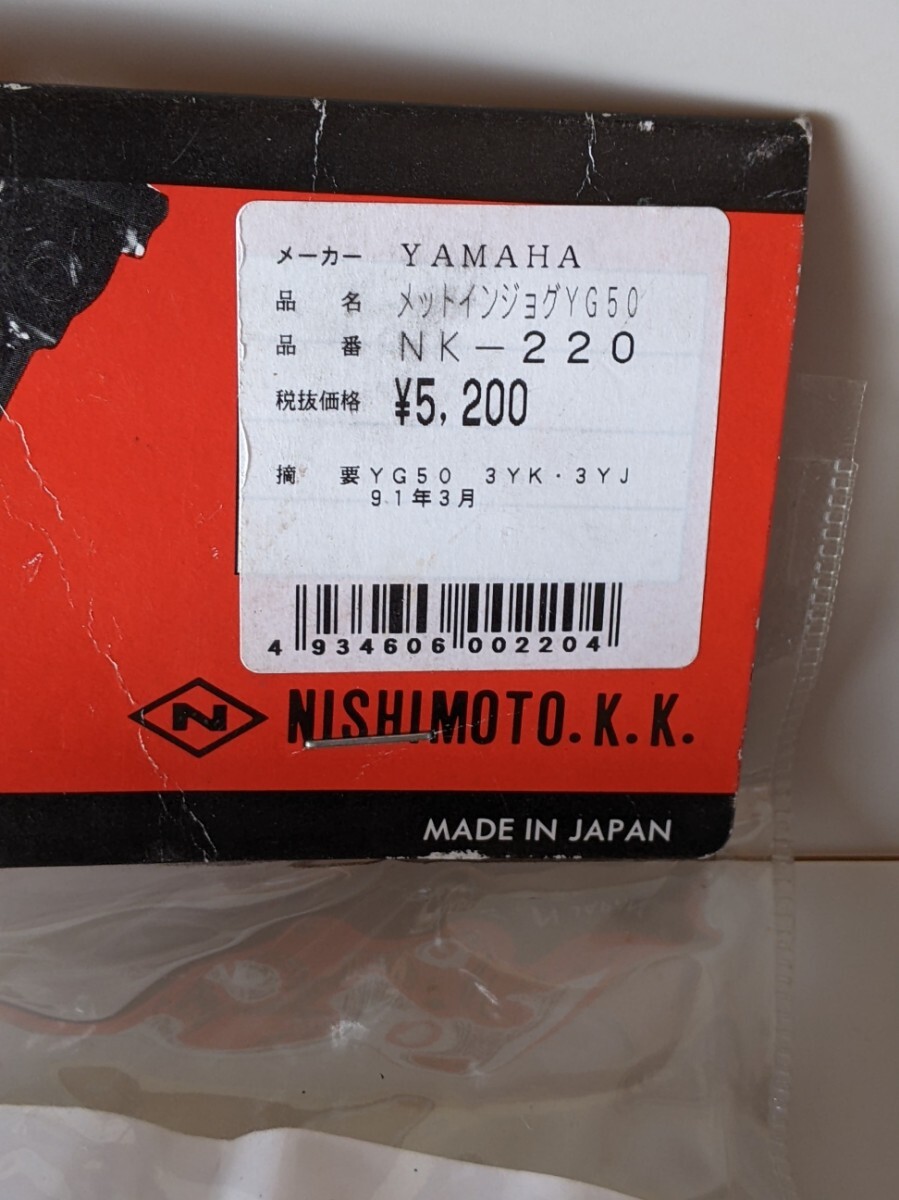 メーカー YAMAHA
品名 メットインジョグYG50
品番 NK-220
税抜価格 ¥5,200
摘要 YG50 3YK・3YJ
91年3月
4 934606 002204
N NISHIMOTO.K.K.
MADE IN JAPAN